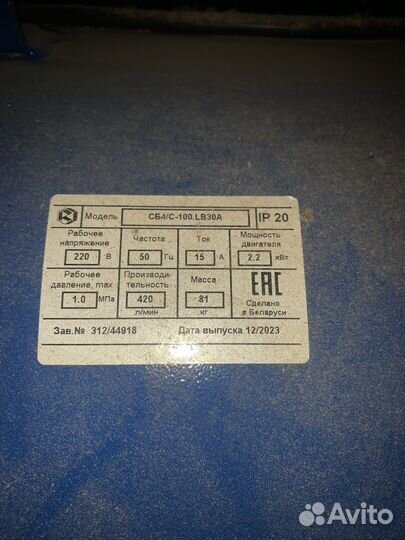 Модель СБ4/С-100.LB30А IP 20
Рабочее напряжение 220 В
Частота 50 Гц
Ток 15 А
Мощность двигателя 2.2 кВт
Рабочее давление, max 1.0 МПа
Производи-
тельность 420 л/мин
Масса 81 кг
EAC
Сделано
в Беларуси
Зав.№ 312/44918 Дата выпуска 12/2023
Avito